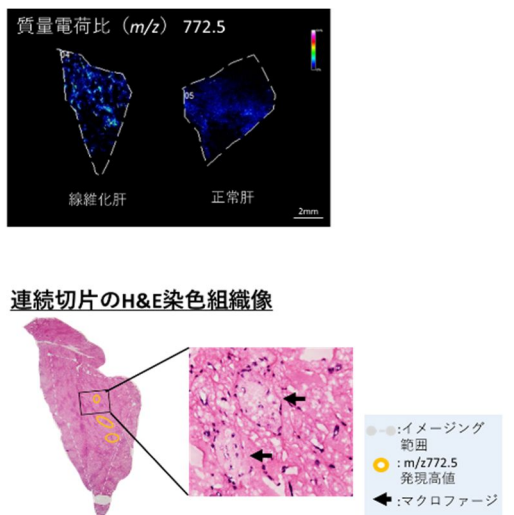 質量電荷比（m/z） 772.5
04
05
線維化肝
正常肝
2mm
連続切片のH&E染色組織像
:イメージング
範囲
: m/z772.5
発現高値
:マクロファージ